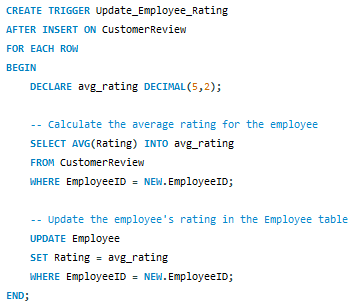 CREATE TRIGGER Update_Employee_Rating
AFTER INSERT ON CustomerReview
FOR EACH ROW
BEGIN
    DECLARE avg_rating DECIMAL(5,2);

    -- Calculate the average rating for the employee
    SELECT AVG(Rating) INTO avg_rating
    FROM CustomerReview
    WHERE EmployeeID = NEW.EmployeeID;

    -- Update the employee's rating in the Employee table
    UPDATE Employee
    SET Rating = avg_rating
    WHERE EmployeeID = NEW.EmployeeID;
END;